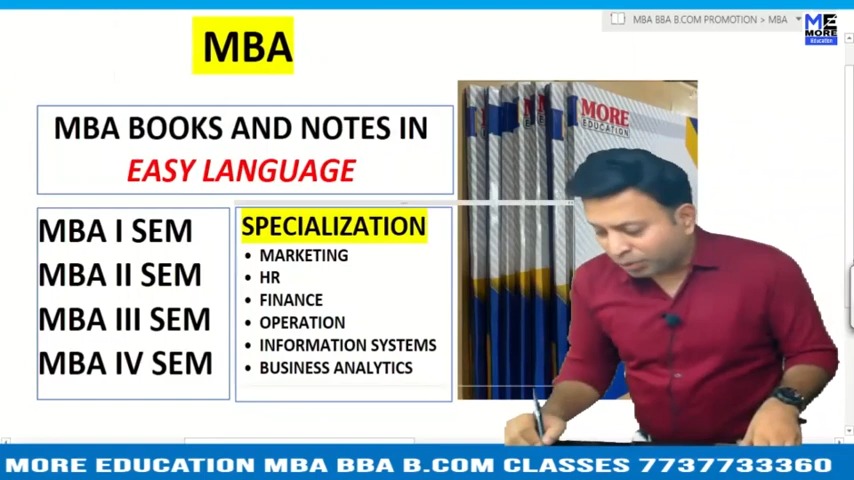 MBA BBA B.COM PROMOTION > MBA
ME
MORE
Education
MBA
MBA BOOKS AND NOTES IN
EASY LANGUAGE
MBA I SEM
MBA II SEM
MBA III SEM
MBA IV SEM
SPECIALIZATION
• MARKETING
• HR
• FINANCE
• OPERATION
• INFORMATION SYSTEMS
• BUSINESS ANALYTICS
MORE
EDUCATION
MORE EDUCATION MBA BBA B.COM CLASSES 7737733360